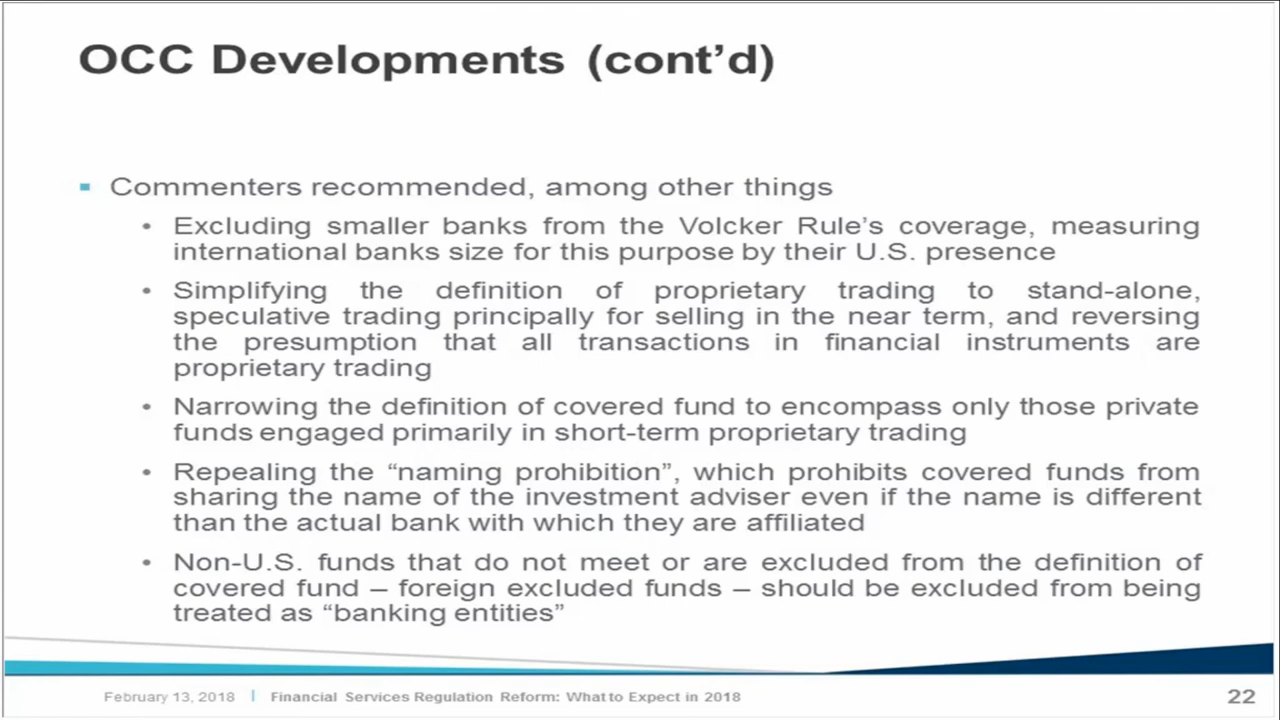 OCC Developments (cont’d)
Commenters recommended, among other things
Excluding smaller banks from the Volcker Rule’s coverage, measuring
international banks size for this purpose by their U.S. presence
Simplifying the definition of proprietary trading to stand-alone,
speculative trading principally for selling in the near term, and reversing
the presumption that all transactions in financial instruments are
proprietary trading
Narrowing the definition of covered fund to encompass only those private
funds engaged primarily in short-term proprietary trading
Repealing the “naming prohibition”, which prohibits covered funds from
sharing the name of the investment adviser even if the name is different
than the actual bank with which they are affiliated
Non-U.S. funds that do not meet or are excluded from the definition of
covered fund – foreign excluded funds – should be excluded from being
treated as “banking entities”
February 13, 2018 | Financial Services Regulation Reform: What to Expect in 2018 22